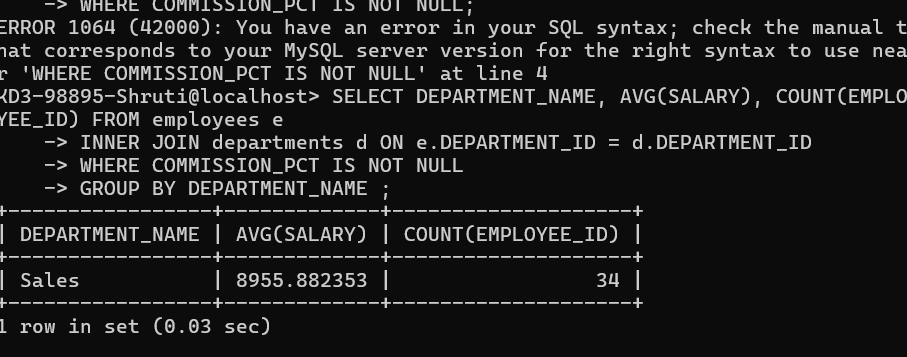 -> WHERE COMMISSION_PCT IS NOT NULL;
ERROR 1064 (42000): You have an error in your SQL syntax; check the manual t
hat corresponds to your MySQL server version for the right syntax to use nea
r 'WHERE COMMISSION_PCT IS NOT NULL' at line 4
KD3-98895-Shruti@localhost> SELECT DEPARTMENT_NAME, AVG(SALARY), COUNT(EMPLO
YEE_ID) FROM employees e
-> INNER JOIN departments d ON e.DEPARTMENT_ID = d.DEPARTMENT_ID
-> WHERE COMMISSION_PCT IS NOT NULL
-> GROUP BY DEPARTMENT_NAME ;
+-----------------+-------------+--------------------+
| DEPARTMENT_NAME | AVG(SALARY) | COUNT(EMPLOYEE_ID) |
+-----------------+-------------+--------------------+
| Sales | 8955.882353 | 34 |
+-----------------+-------------+--------------------+
1 row in set (0.03 sec)